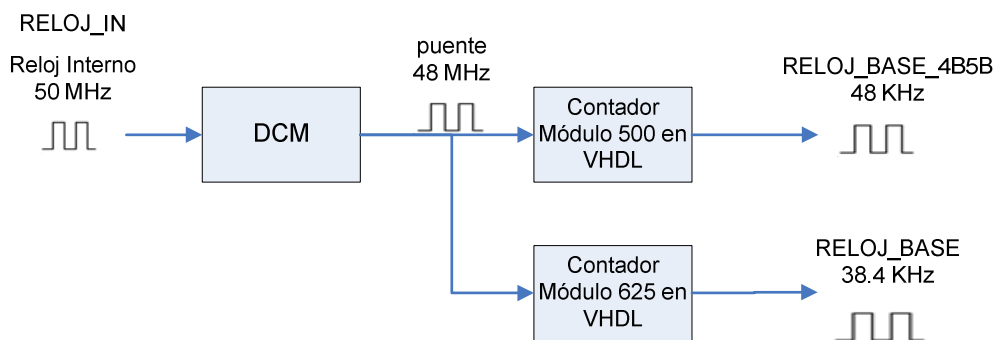 RELOJ_IN
Reloj Interno
50 MHz
DCM
puente
48 MHz
Contador
Módulo 500 en
VHDL
RELOJ_BASE_4B5B
48 KHz
Contador
Módulo 625 en
VHDL
RELOJ_BASE
38.4 KHz